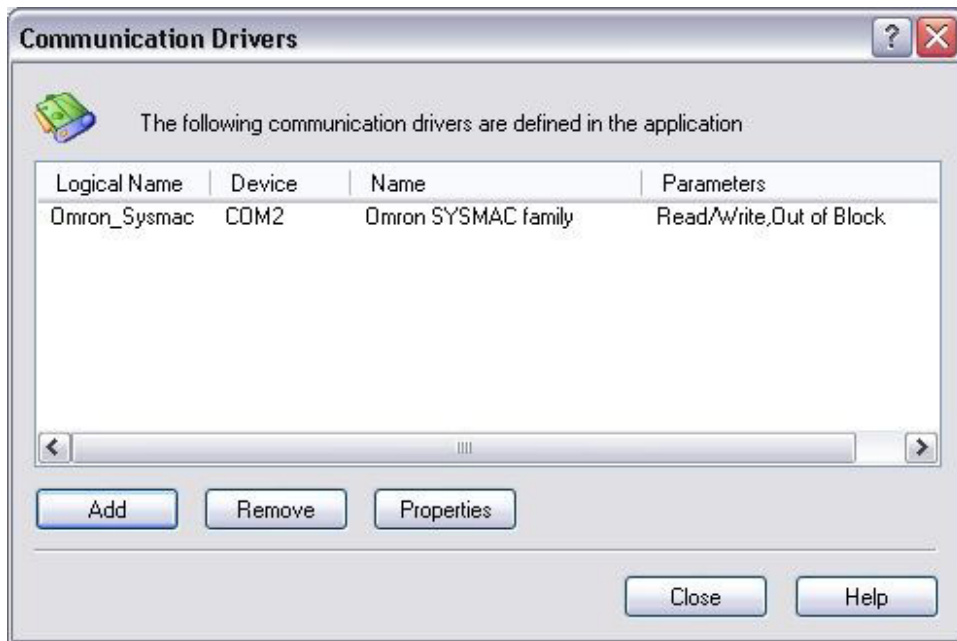 Communication Drivers ?
The following communication drivers are defined in the application
Logical Name Device Name Parameters
Omron_Sysmac COM2 Omron SYSMAC family Read/Write,Out of Block
Add Remove Properties
Close Help